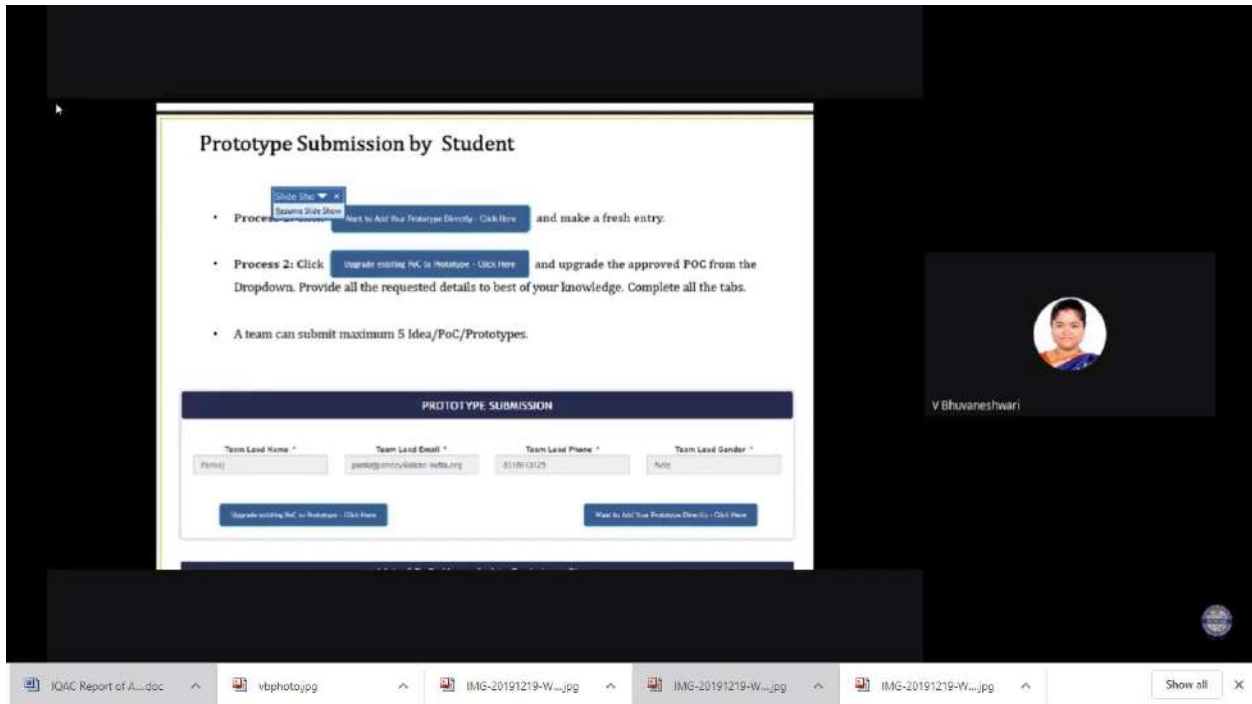 Prototype Submission by Student
Slide Sho
Resume Slide Show
• Process Want to Add Your Prototype Directly - Click Here and make a fresh entry.
• Process 2: Click Upgrade existing PoC to Prototype - Click Here and upgrade the approved POC from the
Dropdown. Provide all the requested details to best of your knowledge. Complete all the tabs.
• A team can submit maximum 5 Idea/PoC/Prototypes.
PROTOTYPE SUBMISSION
Team Lead Name * Team Lead Email * Team Lead Phone * Team Lead Gender *
Upgrade existing PoC to Prototype - Click Here Want to Add Your Prototype Directly - Click Here
V Bhuvaneshwari
IQAC Report of A....doc vbphoto.jpg IMG-20191219-W....jpg IMG-20191219-W....jpg IMG-20191219-W....jpg Show all